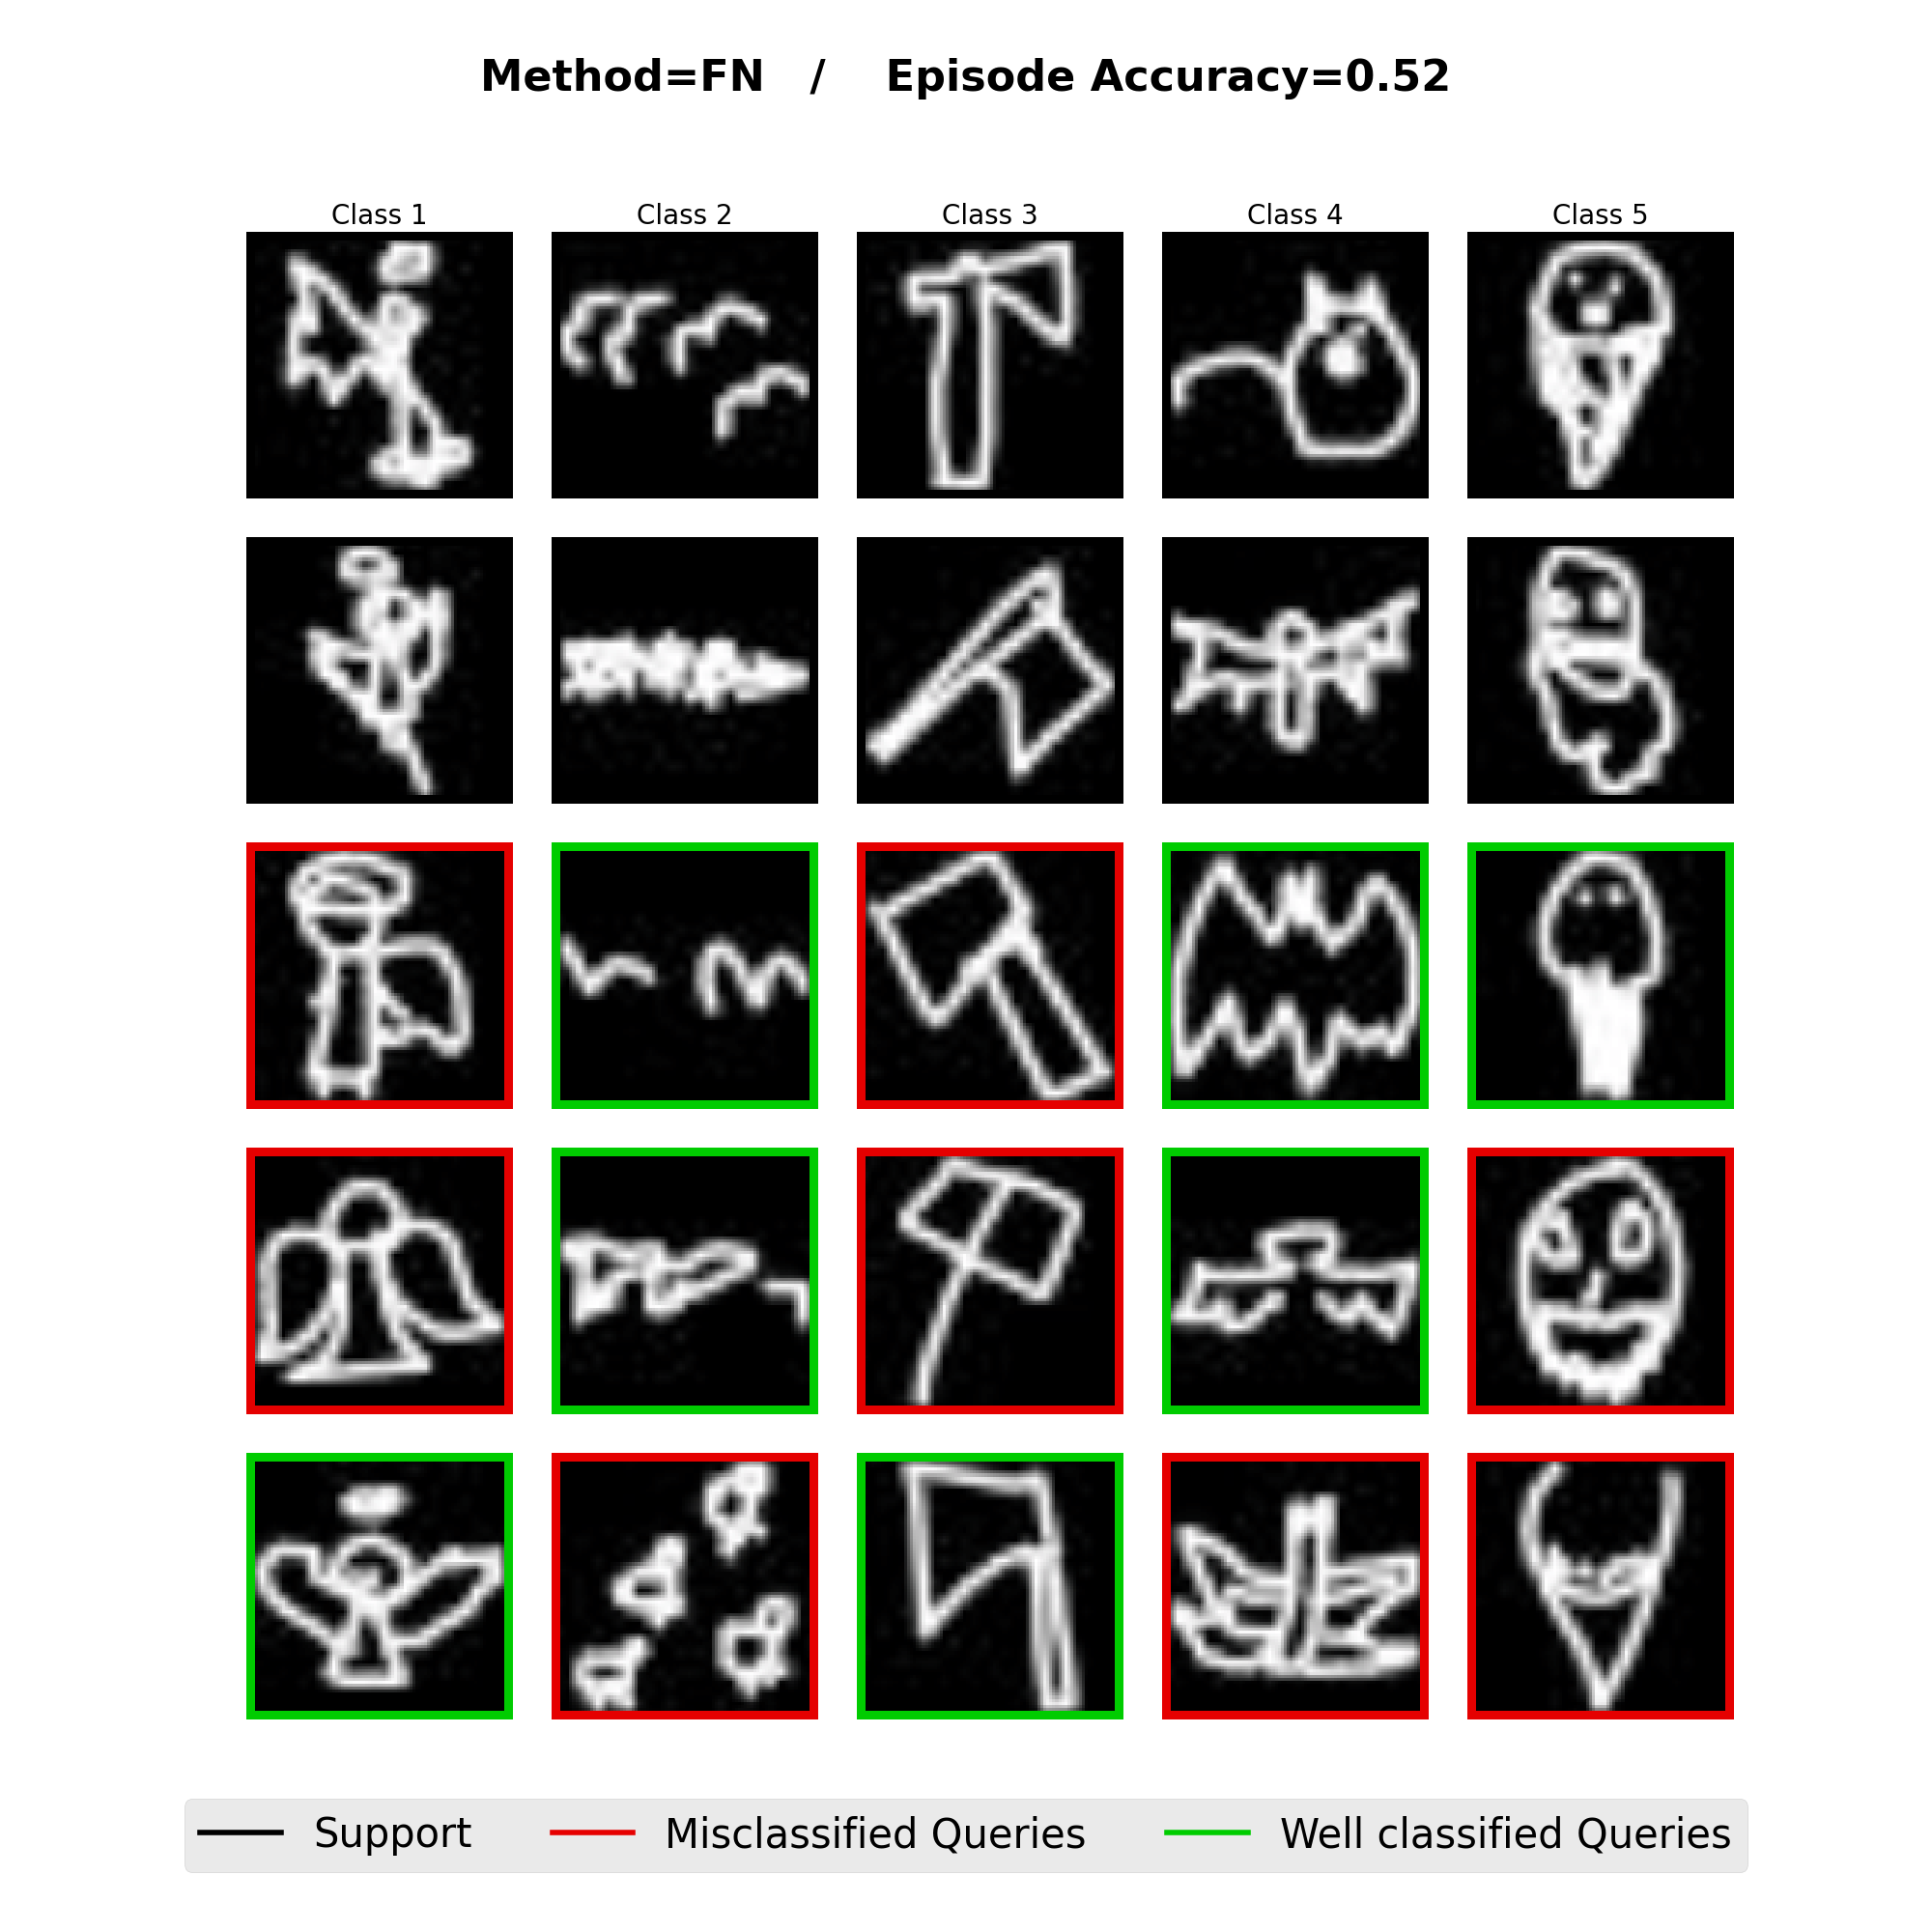 Method=FN / Episode Accuracy=0.52
Class 1 Class 2 Class 3 Class 4 Class 5
Support Misclassified Queries Well classified Queries